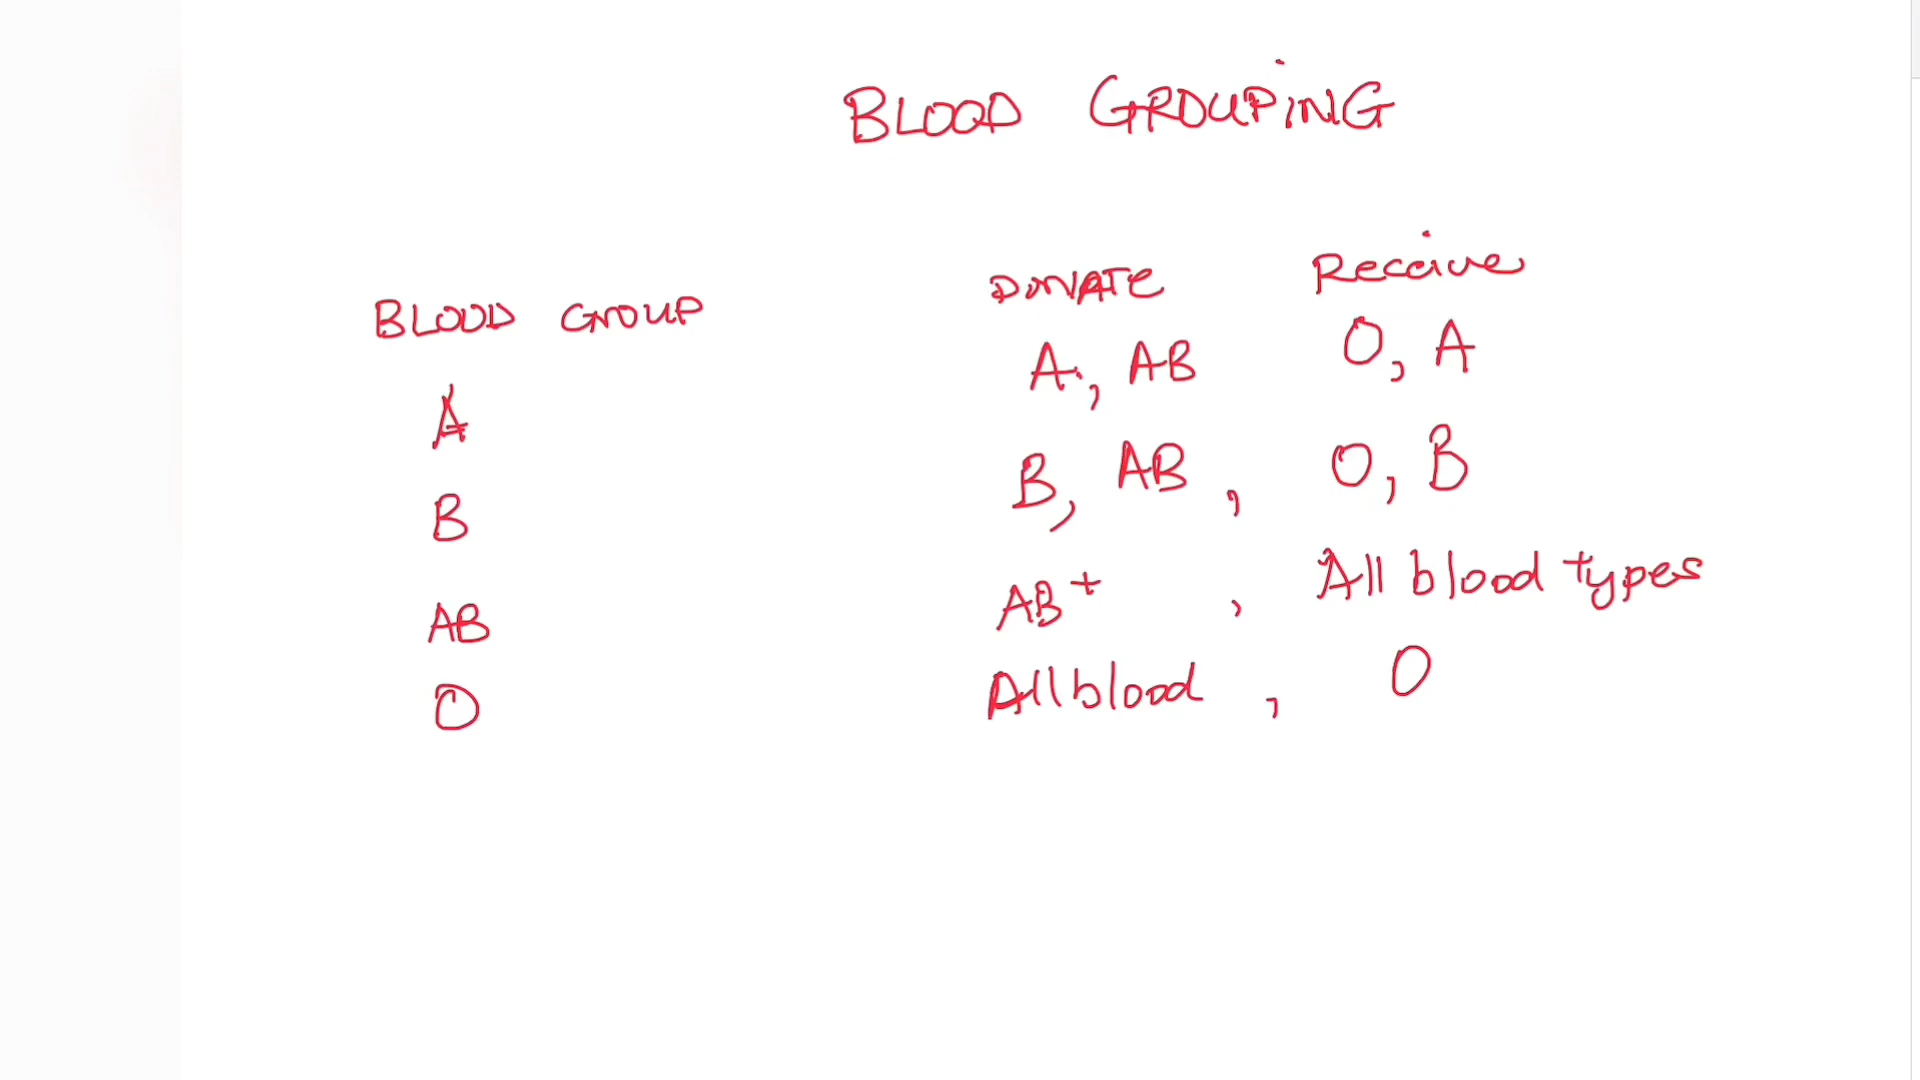 BLOOD GROUPING
BLOOD GROUP DONATE Receive
A A, AB O, A
B B, AB, O, B
AB AB+, All blood types
O All blood, O